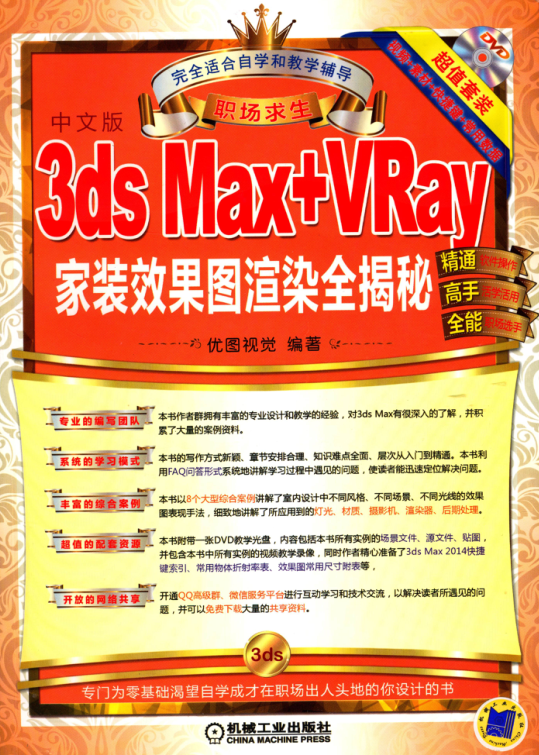 完全适合自学和教学辅导
DVD
超值套装
职场求生
中文版
3ds Max+VRay
家装效果图渲染全揭秘
精通 软件操作
高手 活学活用
全能 职场选手
优图视觉 编著
专业的编写团队
本书作者群拥有丰富的专业设计和教学的经验，对3ds Max有很深入的了解，并积
累了大量的案例资料。
系统的学习模式
本书的写作方式新颖、章节安排合理、知识难点全面、层次从入门到精通。本书利
用FAQ问答形式系统地讲解学习过程中遇见的问题，使读者能迅速定位解决问题。
丰富的综合案例
本书以8个大型综合案例讲解了室内设计中不同风格、不同场景、不同光线的效果
图表现手法，细致地讲解了所应用到的灯光、材质、摄影机、渲染器、后期处理。
超值的配套资源
本书附带一张DVD教学光盘，内容包括本书所有实例的场景文件、源文件、贴图，
并包含本书中所有实例的视频教学录像，同时作者精心准备了3ds Max 2014快捷
键索引、常用物体折射率表、效果图常用尺寸附表等，
开放的网络共享
开通QQ高级群、微信服务平台进行互动学习和技术交流，以解决读者所遇见的问
题，并可以免费下载大量的共享资料。
3ds
专门为零基础渴望自学成才在职场出人头地的你设计的书
机械工业出版社
CHINA MACHINE PRESS